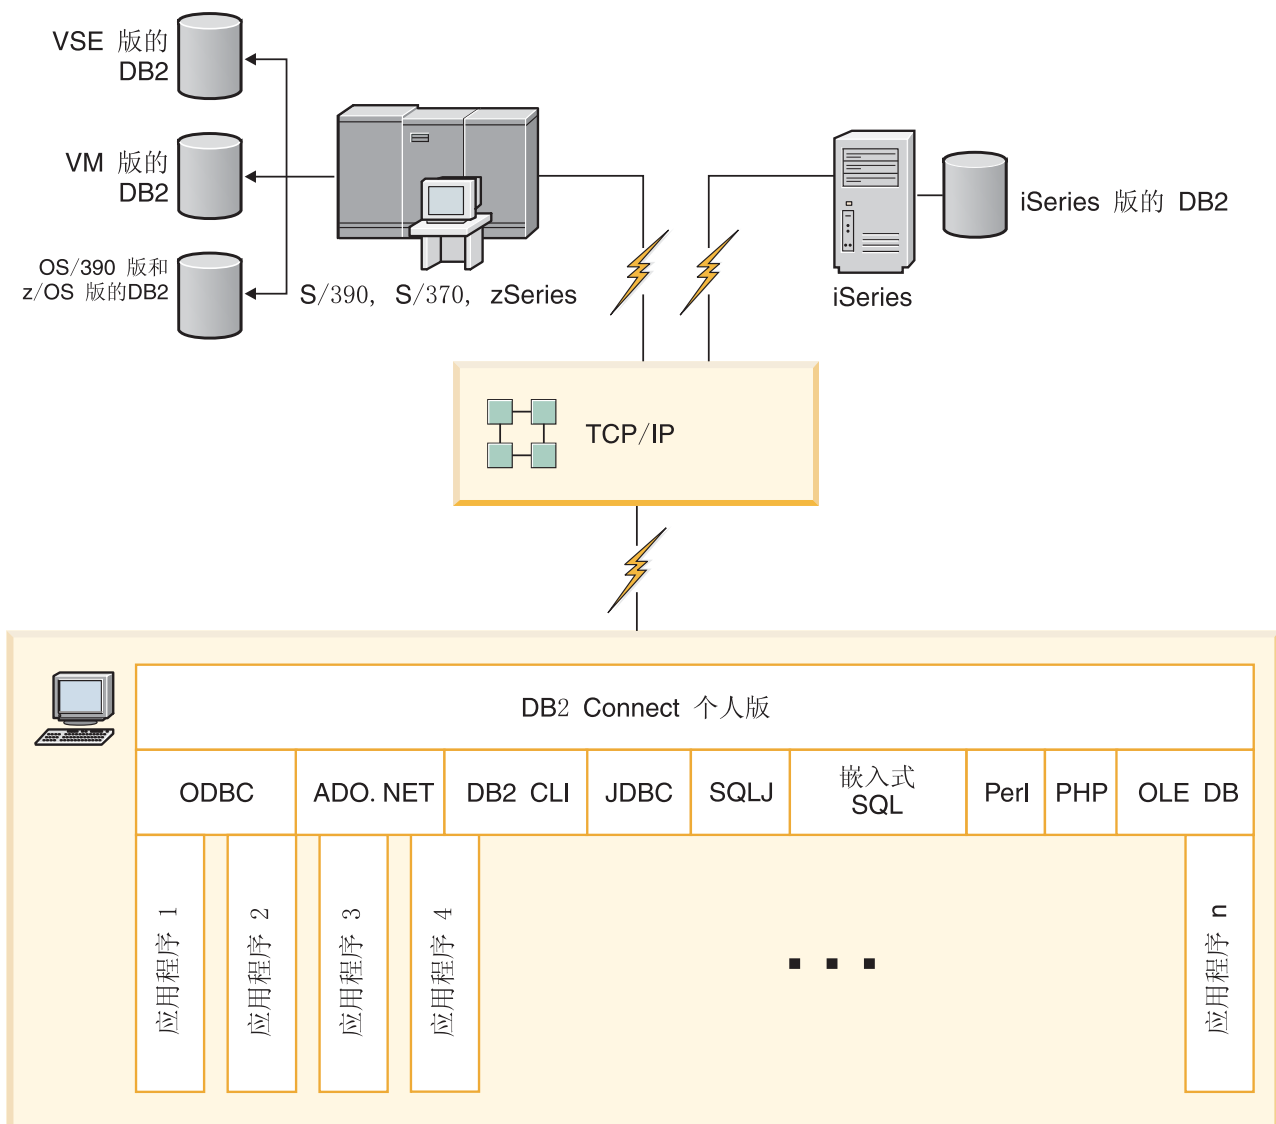 VSE 版的
DB2
VM 版的
DB2
OS/390 版和
z/OS 版的DB2
S/390, S/370, zSeries
iSeries 版的 DB2
iSeries
TCP/IP
DB2 Connect 个人版
ODBC
ADO. NET
DB2 CLI
JDBC
SQLJ
嵌入式
SQL
Perl
PHP
OLE DB
应用程序 1
应用程序 2
应用程序 3
应用程序 4
应用程序 n